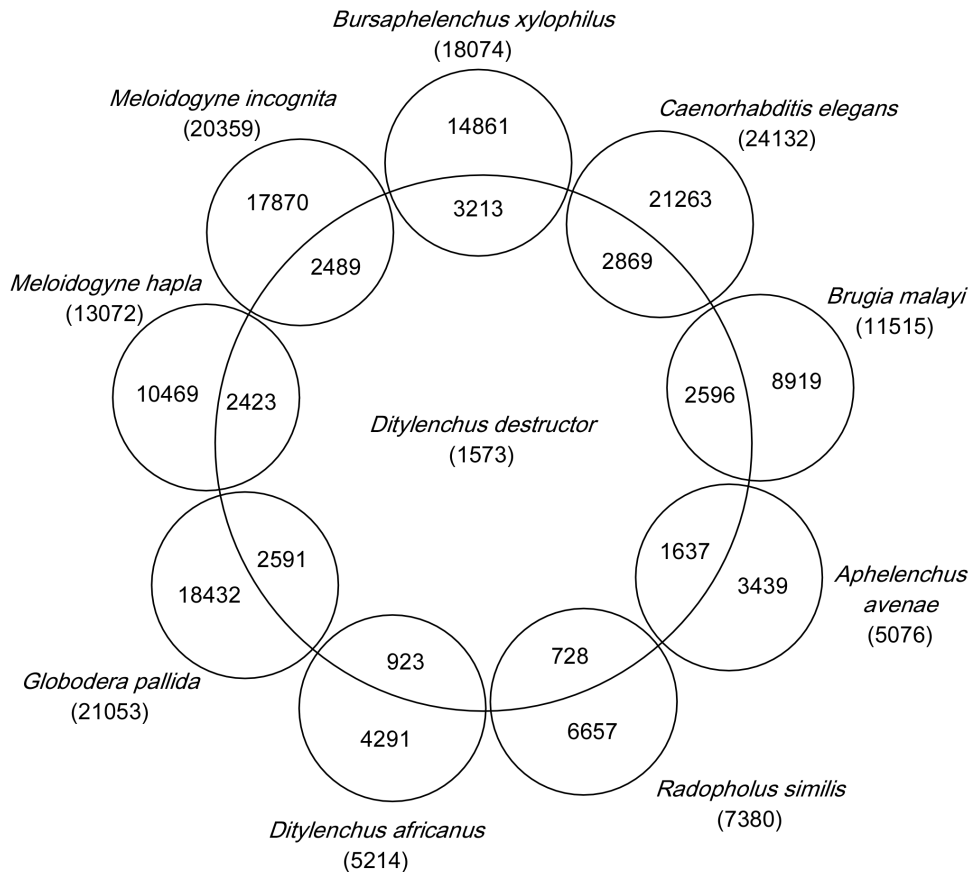 Bursaphelenchus xylophilus
(18074)
Meloidogyne incognita
(20359)
Caenorhabditis elegans
(24132)
14861
3213
17870
2489
21263
2869
Meloidogyne hapla
(13072)
Brugia malayi
(11515)
10469
2423
2596
8919
Ditylenchus destructor
(1573)
2591
18432
1637
3439
Aphelenchus
avenae
(5076)
923
4291
728
6657
Globodera pallida
(21053)
Radopholus similis
(7380)
Ditylenchus africanus
(5214)